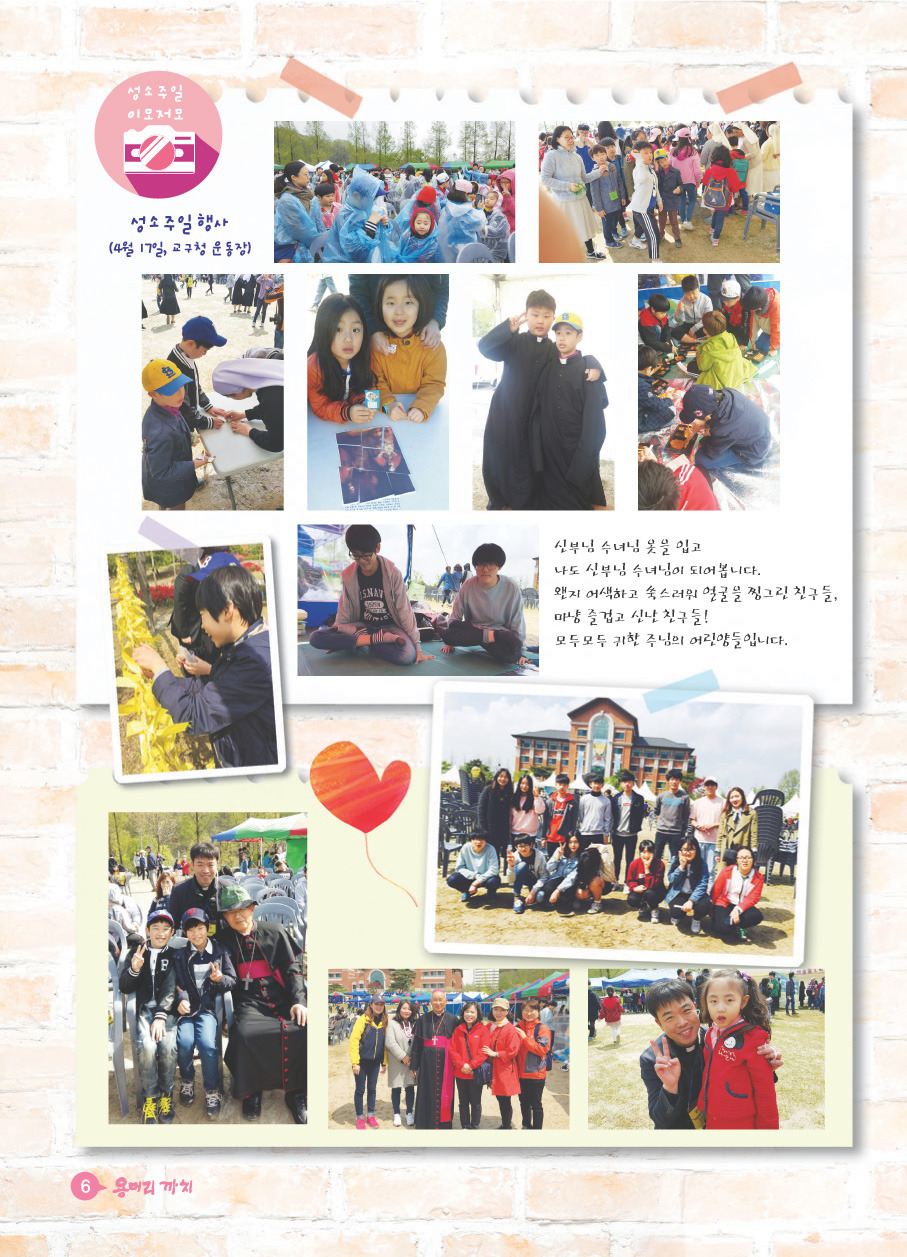 성소주일
이모저모
성소주일 행사
(4월 17일, 교구청 운동장)
신부님 수녀님 옷을 입고
나도 신부님 수녀님이 되어봅니다.
왠지 어색하고 쑥스러워 얼굴을 찡그린 친구들,
마냥 즐겁고 신난 친구들!
모두모두 귀한 주님의 어린양들입니다.
6 용머리 까치